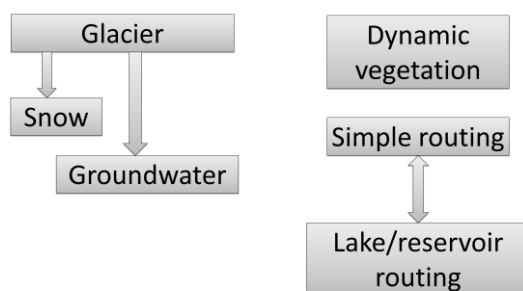 Glacier
Snow
Groundwater
Dynamic
vegetation
Simple routing
Lake/reservoir
routing